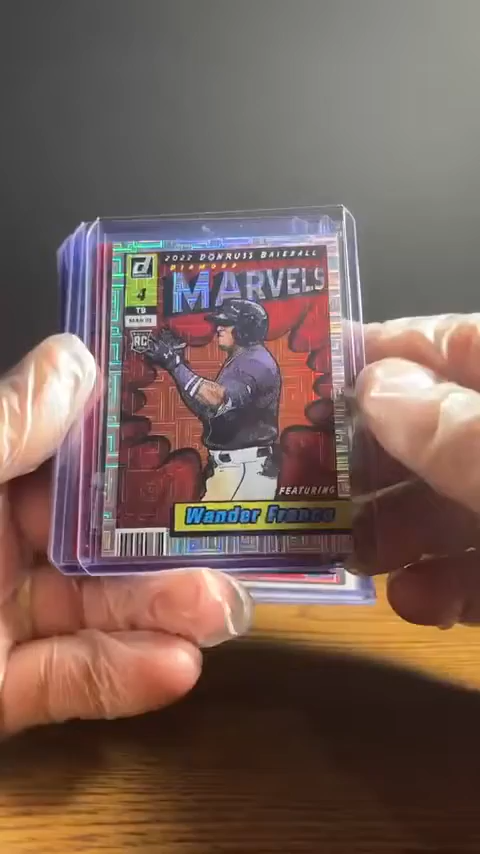 2022 DONRUSS BASEBALL
DIAMOND
MARVELS
d
4
TB
RC
FEATURING
Wander Franco